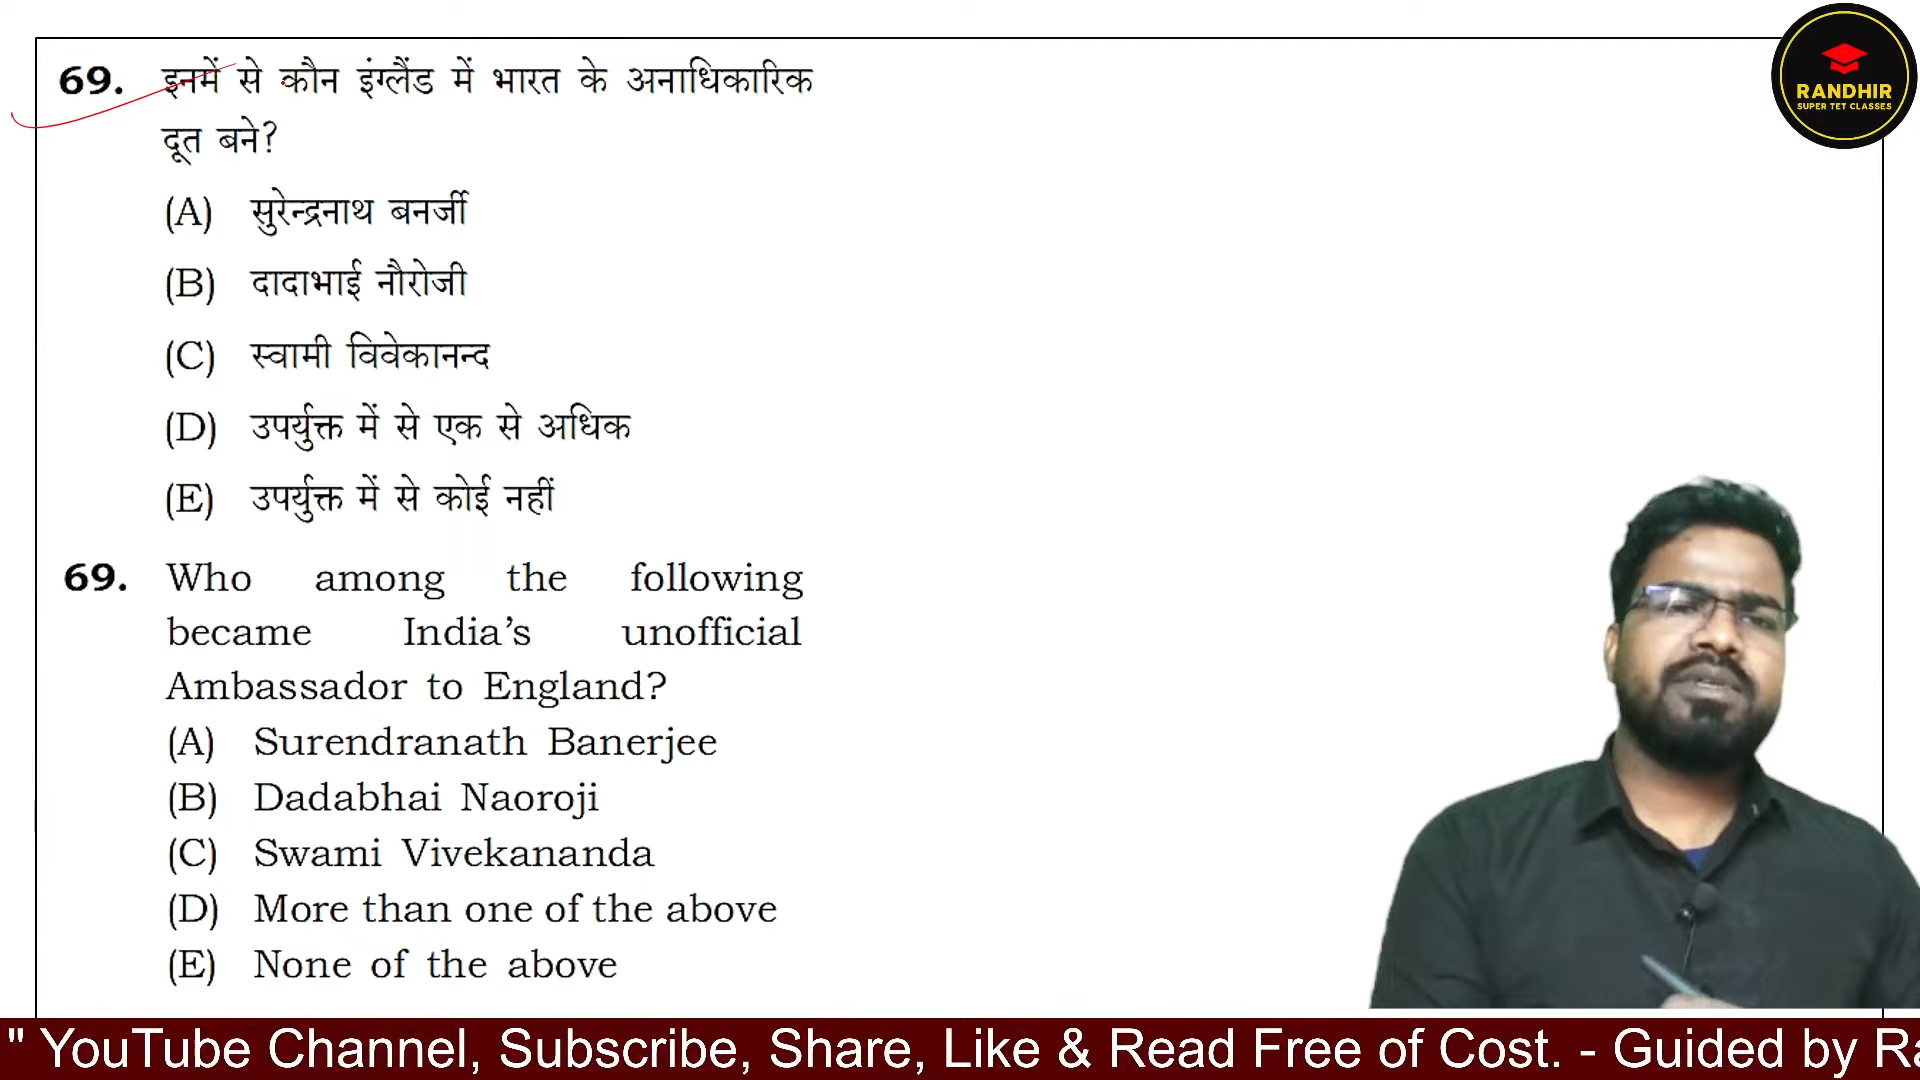 69. इनमें से कौन इंग्लैंड में भारत के अनाधिकारिक
दूत बने?
(A) सुरेन्द्रनाथ बनर्जी
(B) दादाभाई नौरोजी
(C) स्वामी विवेकानन्द
(D) उपर्युक्त में से एक से अधिक
(E) उपर्युक्त में से कोई नहीं
69. Who among the following
became India’s unofficial
Ambassador to England?
(A) Surendranath Banerjee
(B) Dadabhai Naoroji
(C) Swami Vivekananda
(D) More than one of the above
(E) None of the above
RANDHIR
SUPER TET CLASSES
" YouTube Channel, Subscribe, Share, Like & Read Free of Cost. - Guided by